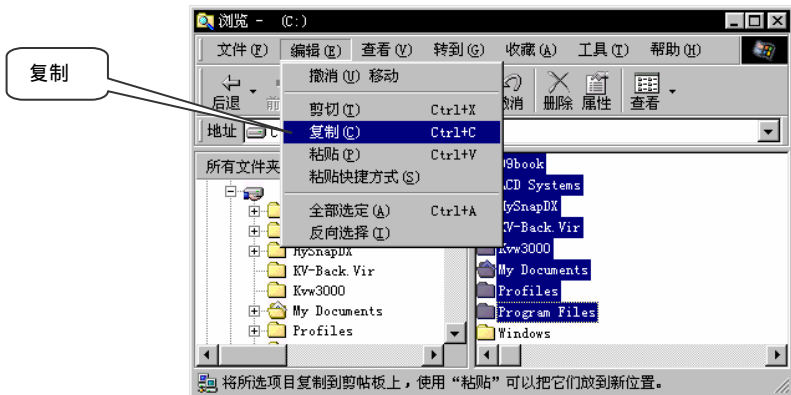 浏览 - (C:)
文件(F) 编辑(E) 查看(V) 转到(G) 收藏(A) 工具(T) 帮助(H)
复制
撤消(U) 移动
剪切(T) Ctrl+X
复制(C) Ctrl+C
粘贴(P) Ctrl+V
粘贴快捷方式(S)
全部选定(A) Ctrl+A
反向选择(I)
后退 前 消 删除 属性 查看
地址
所有文件夹
HySnapDX
KV-Back.Vir
Kvw3000
My Documents
Profiles
99book
ACD Systems
HySnapDX
KV-Back.Vir
Kvw3000
My Documents
Profiles
Program Files
Windows
将所选项目复制到剪帖板上，使用“粘贴”可以把它们放到新位置。